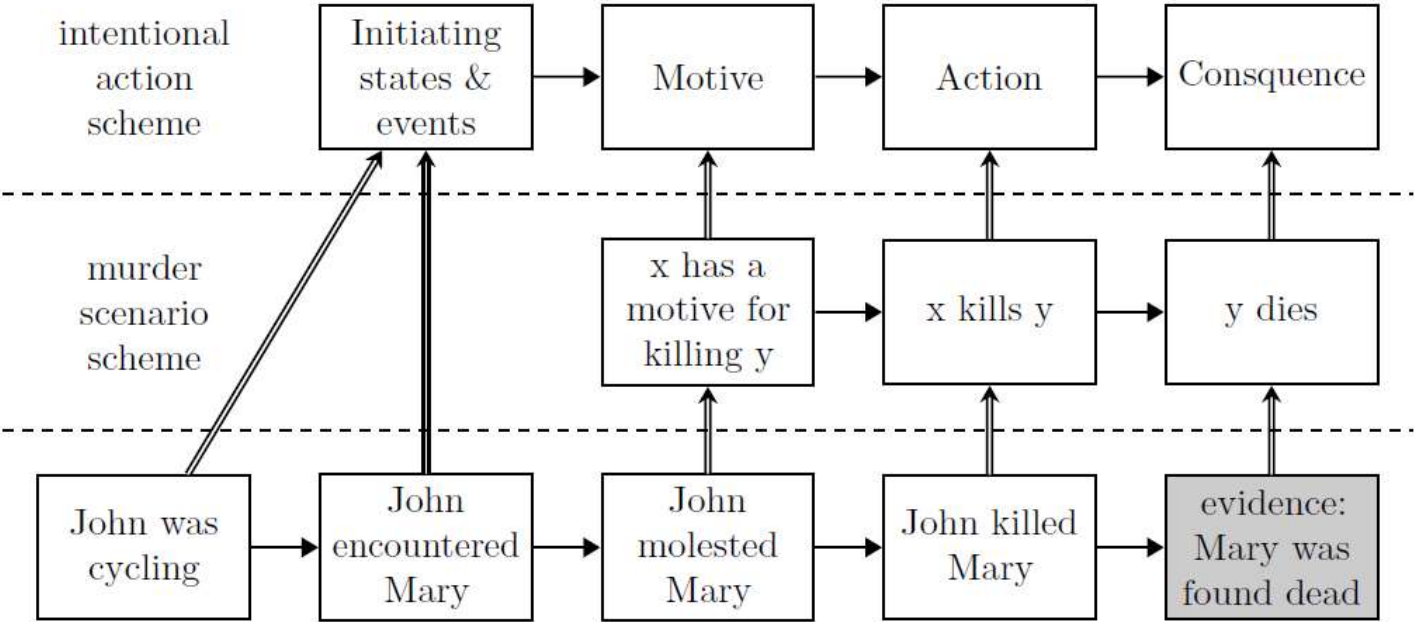 intentional
action
scheme
Initiating
states &
events
Motive
Action
Consquence
murder
scenario
scheme
x has a
motive for
killing y
x kills y
y dies
John was
cycling
John
encountered
Mary
John
molested
Mary
John killed
Mary
evidence:
Mary was
found dead